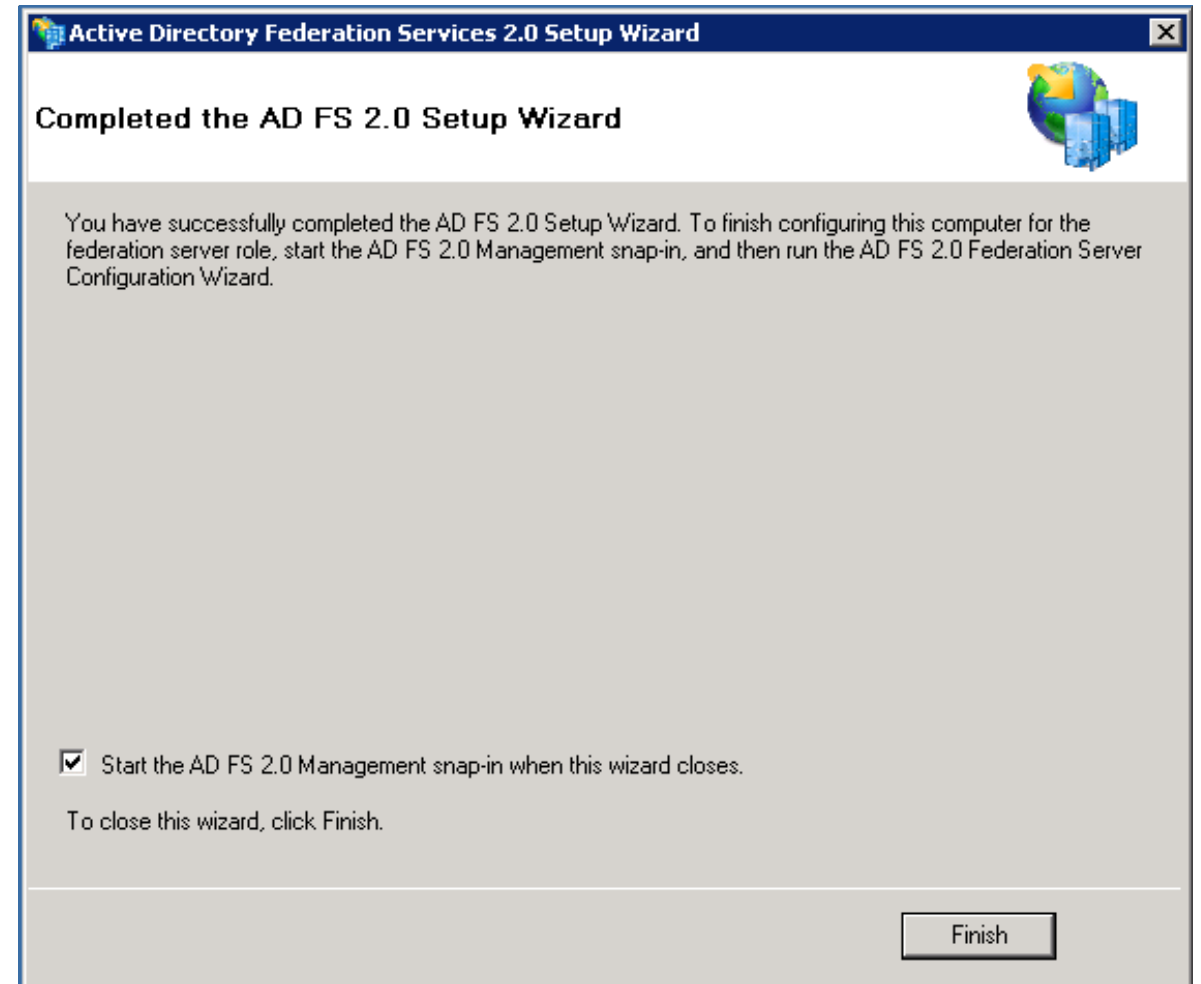 Active Directory Federation Services 2.0 Setup Wizard
Completed the AD FS 2.0 Setup Wizard
You have successfully completed the AD FS 2.0 Setup Wizard. To finish configuring this computer for the
federation server role, start the AD FS 2.0 Management snap-in, and then run the AD FS 2.0 Federation Server
Configuration Wizard.
Start the AD FS 2.0 Management snap-in when this wizard closes.
To close this wizard, click Finish.
Finish